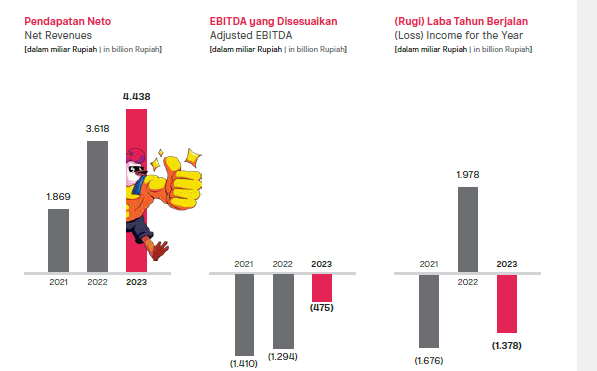 Pendapatan Neto
Net Revenues
[dalam miliar Rupiah | in billion Rupiah]
4.438
3.618
1.869
2021 2022 2023
EBITDA yang Disesuaikan
Adjusted EBITDA
[dalam miliar Rupiah | in billion Rupiah]
2021 2022 2023
(475)
(1.294)
(1.410)
(Rugi) Laba Tahun Berjalan
(Loss) Income for the Year
[dalam miliar Rupiah | in billion Rupiah]
1.978
2021 2023
2022
(1.378)
(1.676)